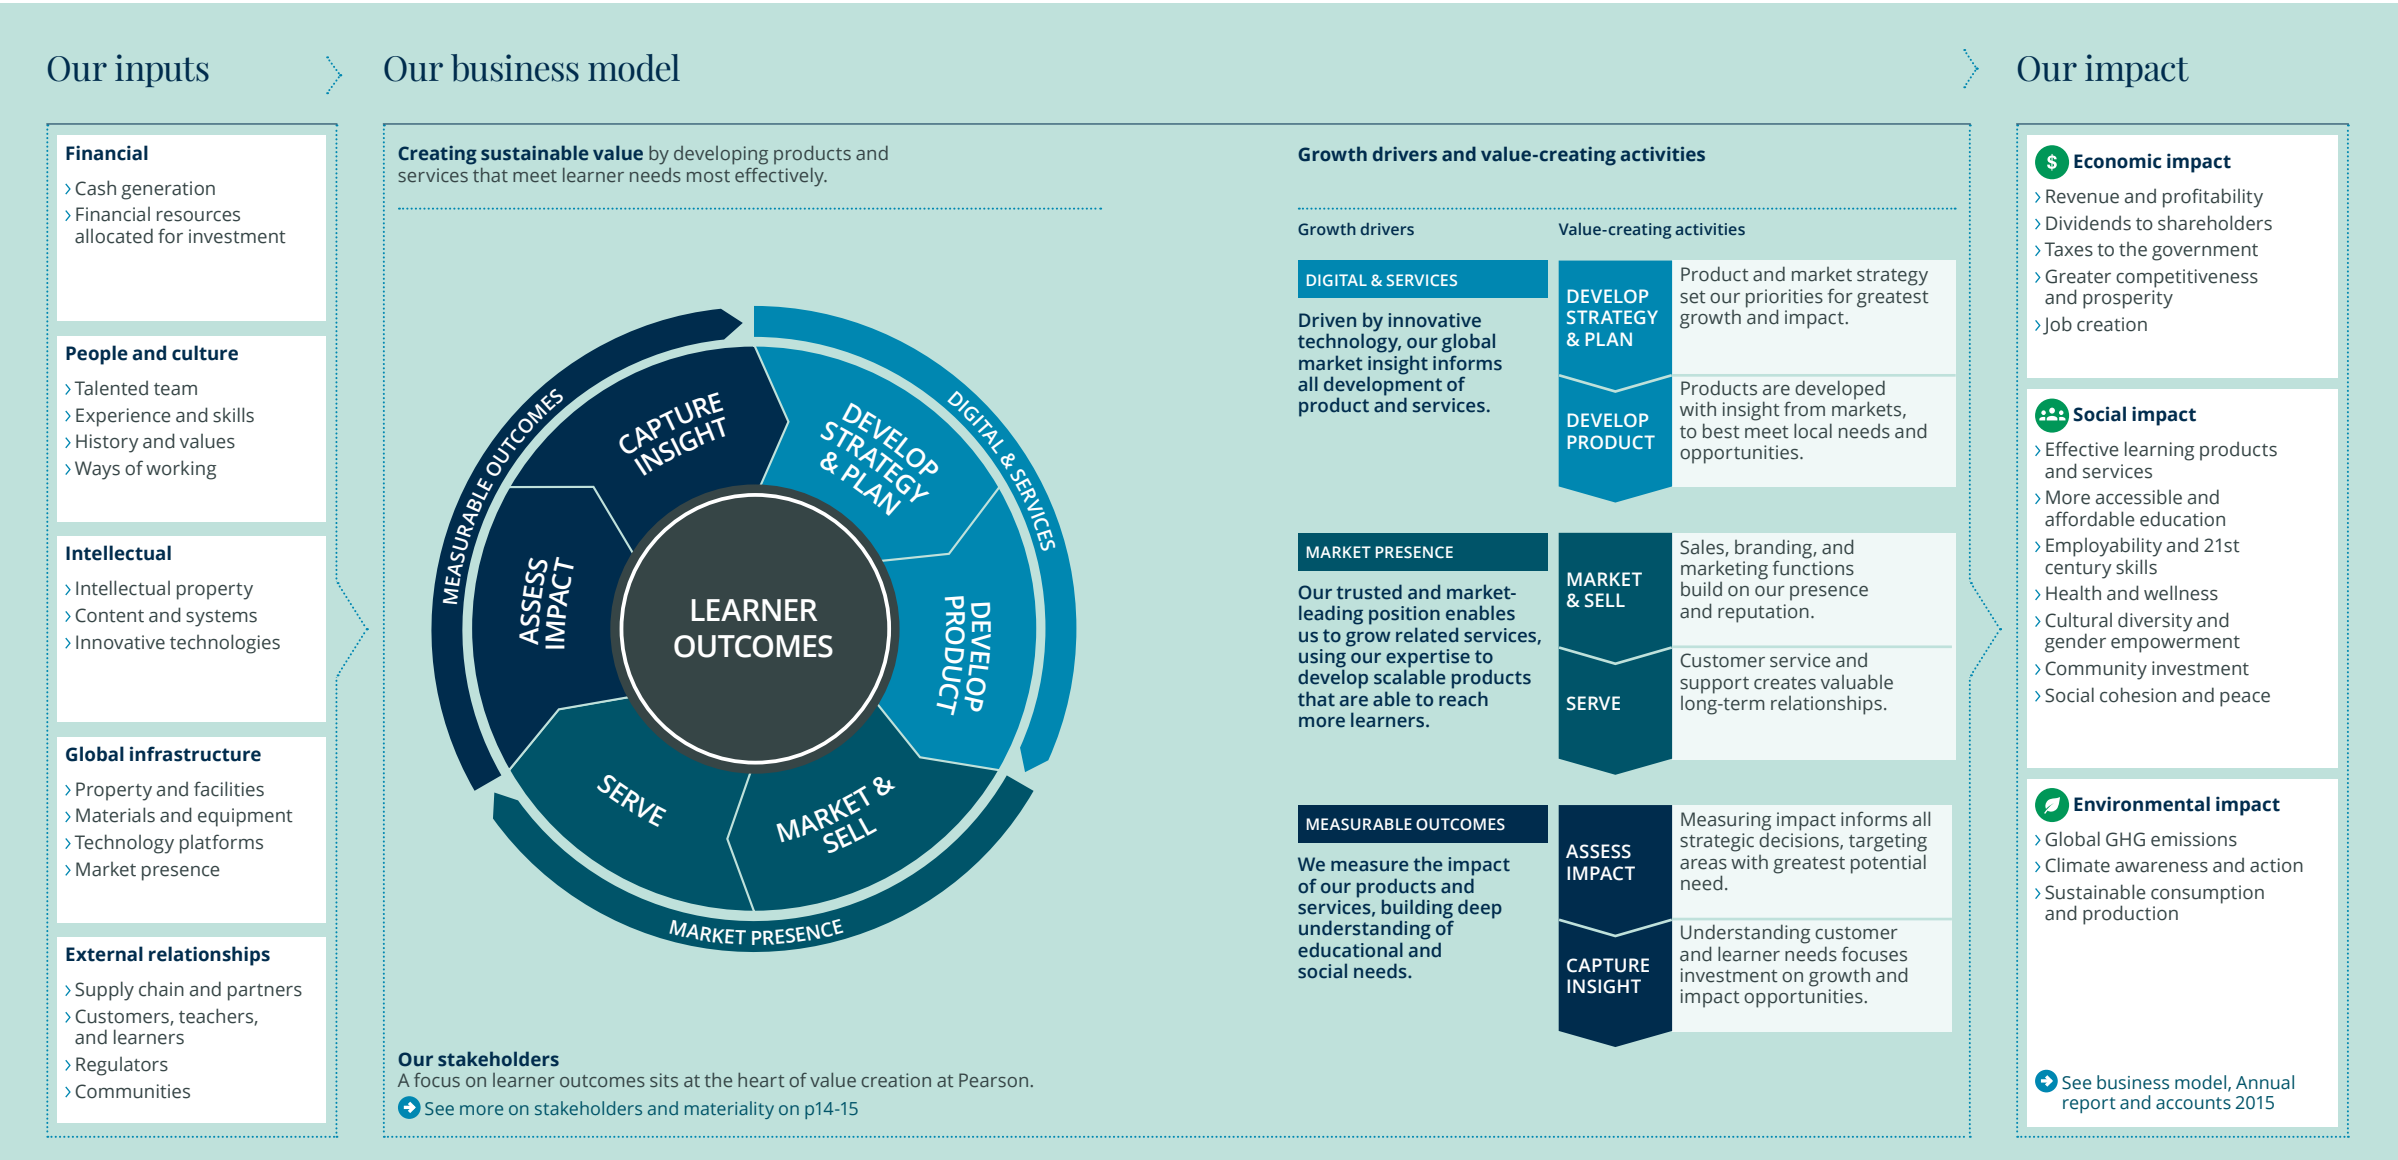 Our inputs
Financial
Cash generation
Financial resources
allocated for investment
People and culture
Talented team
Experience and skills
History and values
Ways of working
Intellectual
Intellectual property
Content and systems
Innovative technologies
Global infrastructure
Property and facilities
Materials and equipment
Technology platforms
Market presence
External relationships
Supply chain and partners
Customers, teachers,
and learners
Regulators
Communities
Our business model
Creating sustainable value by developing products and
services that meet learner needs most effectively.
MEASURABLE OUTCOMES
DIGITAL & SERVICES
MARKET PRESENCE
CAPTURE
INSIGHT
DEVELOP
STRATEGY
& PLAN
DEVELOP
PRODUCT
MARKET &
SELL
SERVE
ASSESS
IMPACT
LEARNER
OUTCOMES
Our stakeholders
A focus on learner outcomes sits at the heart of value creation at Pearson.
See more on stakeholders and materiality on p14-15
Growth drivers and value-creating activities
Growth drivers
Value-creating activities
DIGITAL & SERVICES
Driven by innovative
technology, our global
market insight informs
all development of
product and services.
DEVELOP
STRATEGY
& PLAN
Product and market strategy
set our priorities for greatest
growth and impact.
DEVELOP
PRODUCT
Products are developed
with insight from markets,
to best meet local needs and
opportunities.
MARKET PRESENCE
Our trusted and market-
leading position enables
us to grow related services,
using our expertise to
develop scalable products
that are able to reach
more learners.
MARKET
& SELL
Sales, branding, and
marketing functions
build on our presence
and reputation.
SERVE
Customer service and
support creates valuable
long-term relationships.
MEASURABLE OUTCOMES
We measure the impact
of our products and
services, building deep
understanding of
educational and
social needs.
ASSESS
IMPACT
Measuring impact informs all
strategic decisions, targeting
areas with greatest potential
need.
CAPTURE
INSIGHT
Understanding customer
and learner needs focuses
investment on growth and
impact opportunities.
Our impact
$ Economic impact
Revenue and profitability
Dividends to shareholders
Taxes to the government
Greater competitiveness
and prosperity
Job creation
Social impact
Effective learning products
and services
More accessible and
affordable education
Employability and 21st
century skills
Health and wellness
Cultural diversity and
gender empowerment
Community investment
Social cohesion and peace
Environmental impact
Global GHG emissions
Climate awareness and action
Sustainable consumption
and production
See business model, Annual
report and accounts 2015